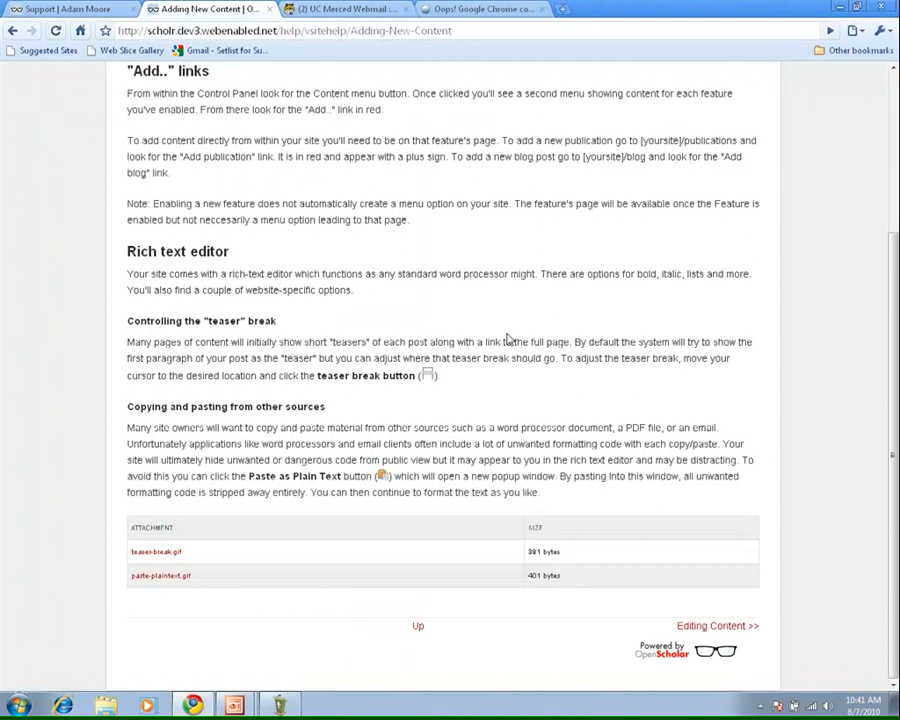 Support | Adam Moore
Adding New Content | O...
(2) UC Merced Webmail :...
Oops! Google Chrome co...
http://scholr.dev3.webenabled.net/help/vsitehelp/Adding-New-Content
Suggested Sites
Web Slice Gallery
Gmail - Setlist for Su...
Other bookmarks
"Add.." links
From within the Control Panel look for the Content menu button. Once clicked you'll see a second menu showing content for each feature
you've enabled. From there look for the "Add.." link in red.
To add content directly from within your site you'll need to be on that feature's page. To add a new publication go to [yoursite]/publications and
look for the "Add publication" link. It is in red and appear with a plus sign. To add a new blog post go to [yoursite]/blog and look for the "Add
blog" link.
Note: Enabling a new feature does not automatically create a menu option on your site. The feature's page will be available once the Feature is
enabled but not neccesarily a menu option leading to that page.
Rich text editor
Your site comes with a rich-text editor which functions as any standard word processor might. There are options for bold, italic, lists and more.
You'll also find a couple of website-specific options.
Controlling the "teaser" break
Many pages of content will initially show short "teasers" of each post along with a link to the full page. By default the system will try to show the
first paragraph of your post as the "teaser" but you can adjust where that teaser break should go. To adjust the teaser break, move your
cursor to the desired location and click the teaser break button ( ).
Copying and pasting from other sources
Many site owners will want to copy and paste material from other sources such as a word processor document, a PDF file, or an email.
Unfortunately applications like word processors and email clients often include a lot of unwanted formatting code with each copy/paste. Your
site will ultimately hide unwanted or dangerous code from public view but it may appear to you in the rich text editor and may be distracting. To
avoid this you can click the Paste as Plain Text button ( ) which will open a new popup window. By pasting into this window, all unwanted
formatting code is stripped away entirely. You can then continue to format the text as you like.
ATTACHMENT SIZE
teaser-break.gif 381 bytes
paste-plaintext.gif 401 bytes
Up
Editing Content >>
Powered by
OpenScholar
10:41 AM
8/7/2010